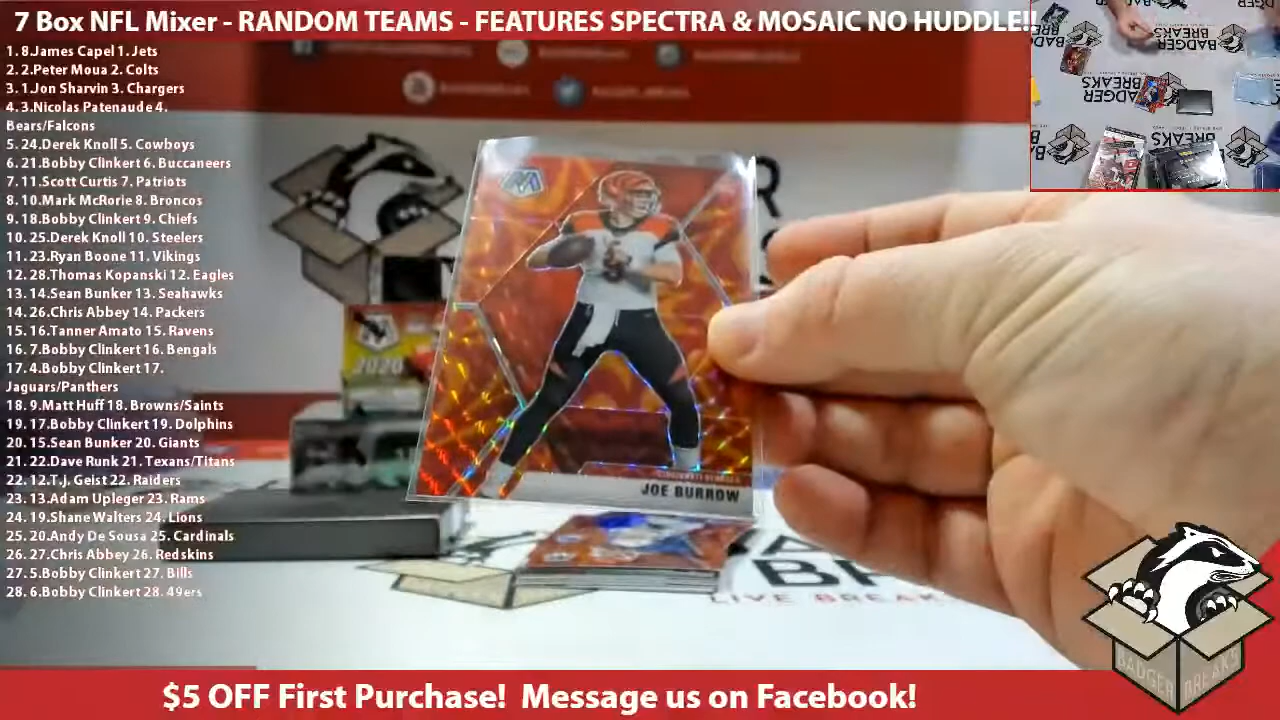 7 Box NFL Mixer - RANDOM TEAMS - FEATURES SPECTRA & MOSAIC NO HUDDLE!!
1. 8.James Capel 1. Jets
2. 2.Peter Moua 2. Colts
3. 1.Jon Sharvin 3. Chargers
4. 3.Nicolas Patenaude 4.
Bears/Falcons
5. 24.Derek Knoll 5. Cowboys
6. 21.Bobby Clinkert 6. Buccaneers
7. 11.Scott Curtis 7. Patriots
8. 10.Mark McRorie 8. Broncos
9. 18.Bobby Clinkert 9. Chiefs
10. 25.Derek Knoll 10. Steelers
11. 23.Ryan Boone 11. Vikings
12. 28.Thomas Kopanski 12. Eagles
13. 14.Sean Bunker 13. Seahawks
14. 26.Chris Abbey 14. Packers
15. 16.Tanner Amato 15. Ravens
16. 7.Bobby Clinkert 16. Bengals
17. 4.Bobby Clinkert 17.
Jaguars/Panthers
18. 9.Matt Huff 18. Browns/Saints
19. 17.Bobby Clinkert 19. Dolphins
20. 15.Sean Bunker 20. Giants
21. 22.Dave Runk 21. Texans/Titans
22. 12.T.J. Geist 22. Raiders
23. 13.Adam Upleger 23. Rams
24. 19.Shane Walters 24. Lions
25. 20.Andy De Sousa 25. Cardinals
26. 27.Chris Abbey 26. Redskins
27. 5.Bobby Clinkert 27. Bills
28. 6.Bobby Clinkert 28. 49ers
BADGER
BREAKS
2020
JOE BURROW
LIVE BREAKS
BADGER BREAKS
$5 OFF First Purchase! Message us on Facebook!